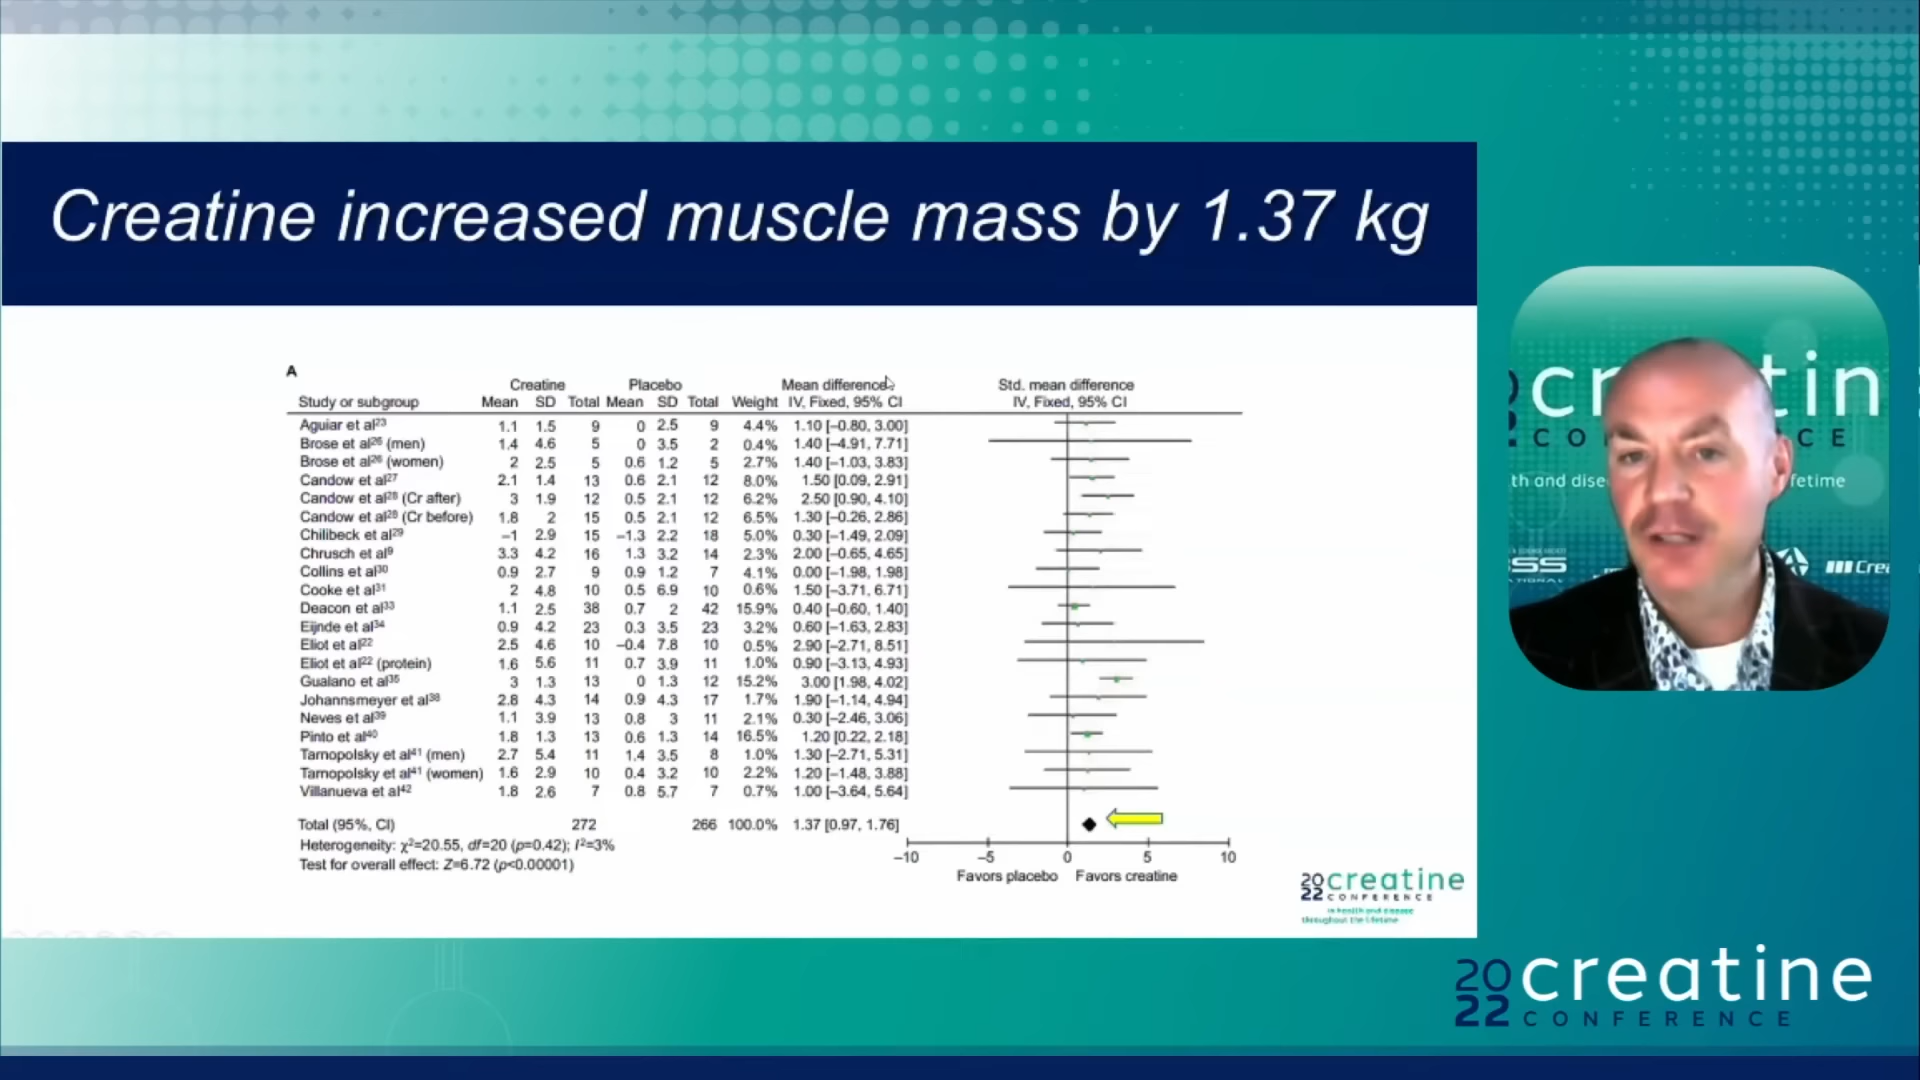 Creatine increased muscle mass by 1.37 kg
A
Creatine Placebo Mean difference Std. mean difference
Study or subgroup Mean SD Total Mean SD Total Weight IV, Fixed, 95% CI IV, Fixed, 95% CI
Aguiar et al23 1.1 1.5 9 0 2.5 9 4.4% 1.10 [–0.80, 3.00]
Brose et al26 (men) 1.4 4.6 5 0 3.5 2 0.4% 1.40 [–4.91, 7.71]
Brose et al26 (women) 2 2.5 5 0.6 1.2 5 2.7% 1.40 [–1.03, 3.83]
Candow et al27 2.1 1.4 13 0.6 2.1 12 8.0% 1.50 [0.09, 2.91]
Candow et al28 (Cr after) 3 1.9 12 0.5 2.1 12 6.2% 2.50 [0.90, 4.10]
Candow et al28 (Cr before) 1.8 2 15 0.5 2.1 12 6.5% 1.30 [–0.26, 2.86]
Chilibeck et al29 –1 2.9 15 –1.3 2.2 18 5.0% 0.30 [–1.49, 2.09]
Chrusch et al9 3.3 4.2 16 1.3 3.2 14 2.3% 2.00 [–0.65, 4.65]
Collins et al30 0.9 2.7 9 0.9 1.2 7 4.1% 0.00 [–1.98, 1.98]
Cooke et al31 2 4.8 10 0.5 6.9 10 0.6% 1.50 [–3.71, 6.71]
Deacon et al33 1.1 2.5 38 0.7 2 42 15.9% 0.40 [–0.60, 1.40]
Eijnde et al34 0.9 4.2 23 0.3 3.5 23 3.2% 0.60 [–1.63, 2.83]
Eliot et al22 2.5 4.6 10 –0.4 7.8 10 0.5% 2.90 [–2.71, 8.51]
Eliot et al22 (protein) 1.6 5.6 11 0.7 3.9 11 1.0% 0.90 [–3.13, 4.93]
Gualano et al35 3 1.3 13 0 1.3 12 15.2% 3.00 [1.98, 4.02]
Johannsmeyer et al38 2.8 4.3 14 0.9 4.3 17 1.7% 1.90 [–1.14, 4.94]
Neves et al39 1.1 3.9 13 0.8 3 11 2.1% 0.30 [–2.46, 3.06]
Pinto et al40 1.8 1.3 13 0.6 1.3 14 16.5% 1.20 [0.22, 2.18]
Tarnopolsky et al41 (men) 2.7 5.4 11 1.4 3.5 8 1.0% 1.30 [–2.71, 5.31]
Tarnopolsky et al41 (women) 1.6 2.9 10 0.4 3.2 10 2.2% 1.20 [–1.48, 3.88]
Villanueva et al42 1.8 2.6 7 0.8 5.7 7 0.7% 1.00 [–3.64, 5.64]
Total (95%, CI) 272 266 100.0% 1.37 [0.97, 1.76]
Heterogeneity: χ2=20.55, df=20 (p=0.42); I2=3%
Test for overall effect: Z=6.72 (p<0.00001)
–10 –5 0 5 10
Favors placebo Favors creatine
2022 creatine
CONFERENCE
in health and disease
throughout the lifetime
2022 creatine
CONFERENCE